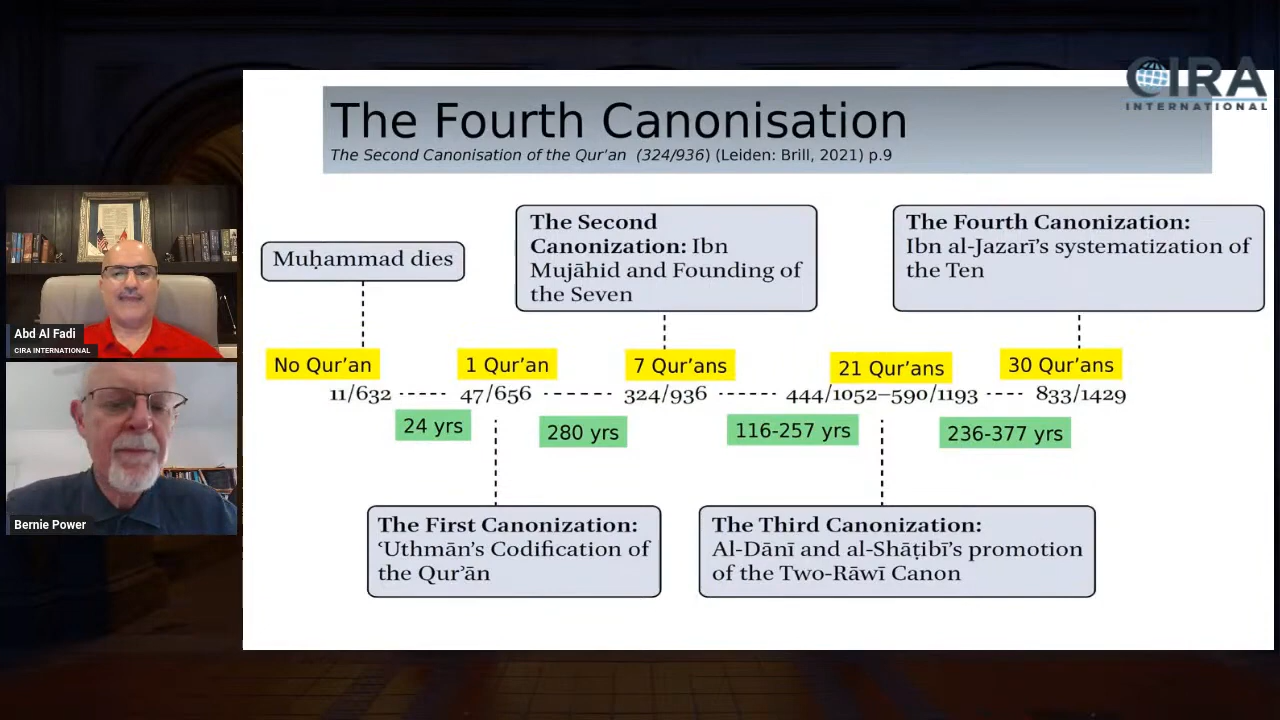 CIRA
INTERNATIONAL
The Fourth Canonisation
The Second Canonisation of the Qur’an (324/936) (Leiden: Brill, 2021) p.9
Muḥammad dies
The Second
Canonization: Ibn
Mujāhid and Founding of
the Seven
The Fourth Canonization:
Ibn al-Jazarī’s systematization of
the Ten
No Qur’an
1 Qur’an
7 Qur’ans
21 Qur’ans
30 Qur’ans
11/632 ---- 47/656 ------ 324/936 ------ 444/1052–590/1193 ---- 833/1429
24 yrs
280 yrs
116-257 yrs
236-377 yrs
The First Canonization:
ʿUthmān’s Codification of
the Qurʾān
The Third Canonization:
Al-Dānī and al-Shāṭibī’s promotion
of the Two-Rāwī Canon
Abd Al Fadi
CIRA INTERNATIONAL
Bernie Power